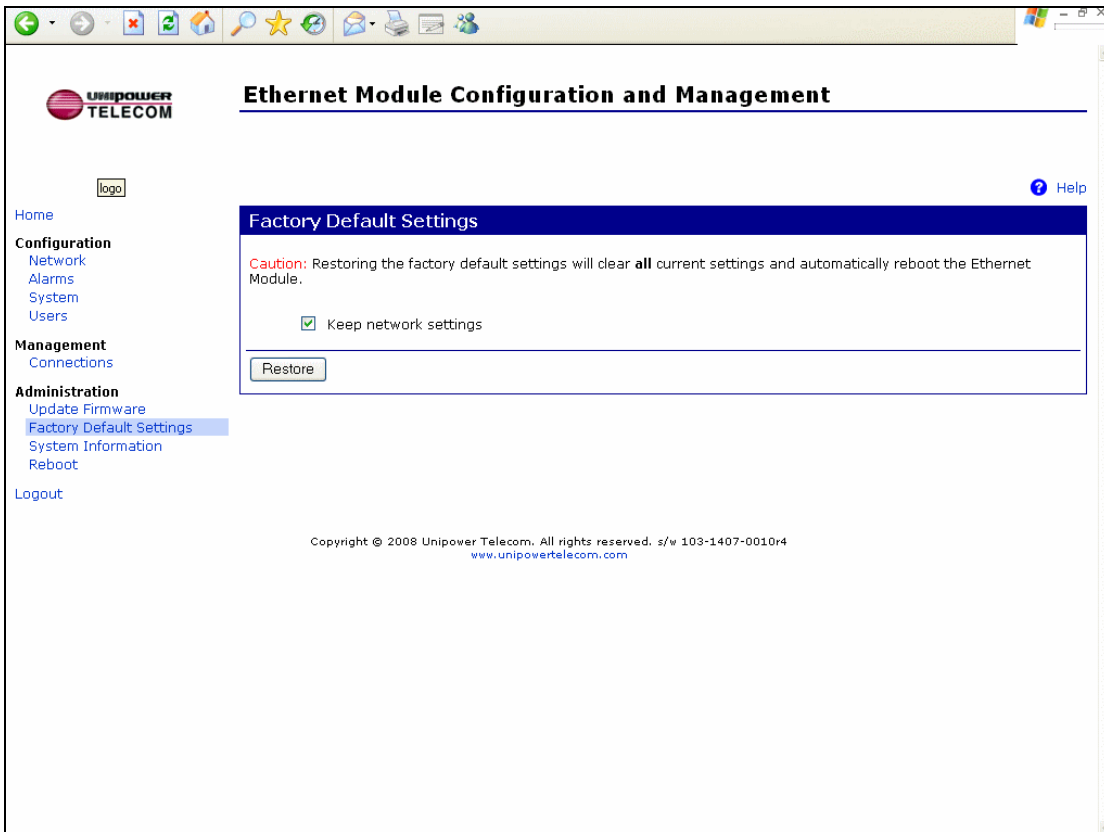 UNIPOWER
TELECOM
Ethernet Module Configuration and Management
logo
Help
Home
Configuration
Network
Alarms
System
Users
Management
Connections
Administration
Update Firmware
Factory Default Settings
System Information
Reboot
Logout
Factory Default Settings
Caution: Restoring the factory default settings will clear all current settings and automatically reboot the Ethernet
Module.
Keep network settings
Restore
Copyright © 2008 Unipower Telecom. All rights reserved. s/w 103-1407-0010r4
www.unipowertelecom.com